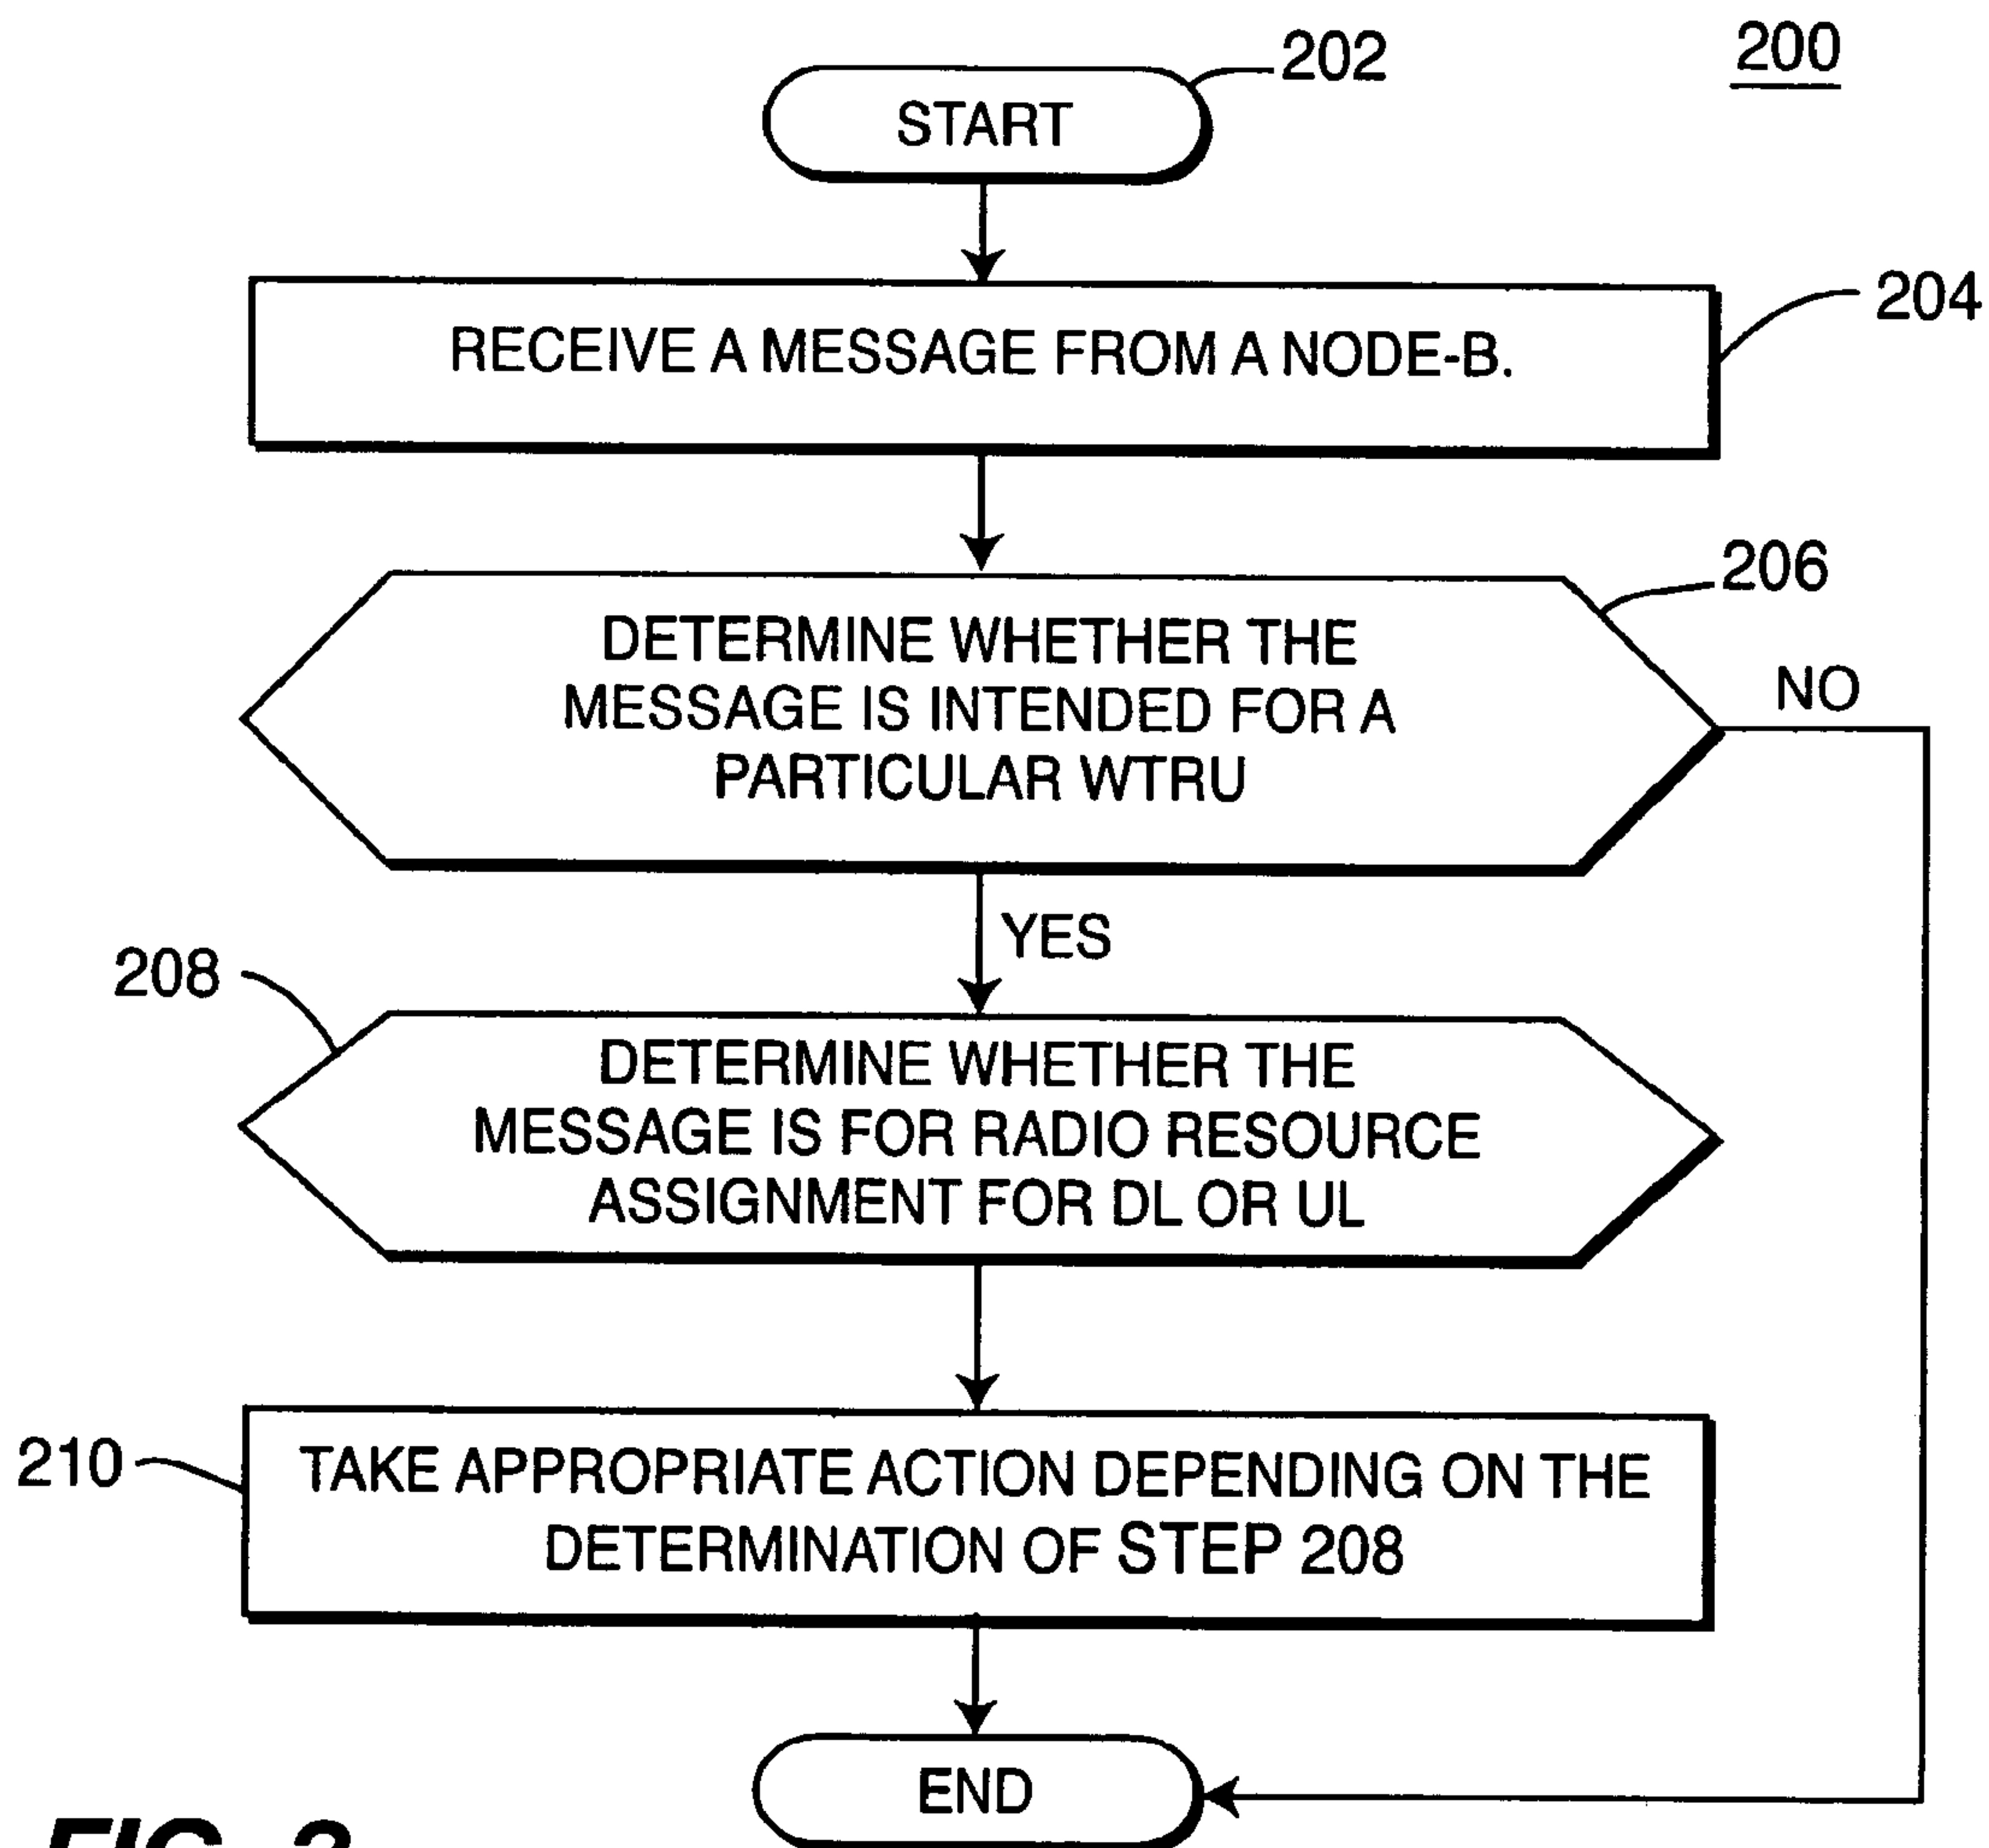 200
202
START
204
RECEIVE A MESSAGE FROM A NODE-B.
206
DETERMINE WHETHER THE
MESSAGE IS INTENDED FOR A
PARTICULAR WTRU
NO
YES
208
DETERMINE WHETHER THE
MESSAGE IS FOR RADIO RESOURCE
ASSIGNMENT FOR DL OR UL
210
TAKE APPROPRIATE ACTION DEPENDING ON THE
DETERMINATION OF STEP 208
END
FIG.